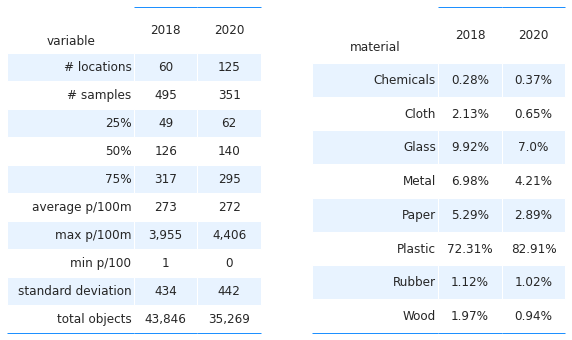 variable 2018 2020
# locations 60 125
# samples 495 351
25% 49 62
50% 126 140
75% 317 295
average p/100m 273 272
max p/100m 3,955 4,406
min p/100 1 0
standard deviation 434 442
total objects 43,846 35,269
material 2018 2020
Chemicals 0.28% 0.37%
Cloth 2.13% 0.65%
Glass 9.92% 7.0%
Metal 6.98% 4.21%
Paper 5.29% 2.89%
Plastic 72.31% 82.91%
Rubber 1.12% 1.02%
Wood 1.97% 0.94%